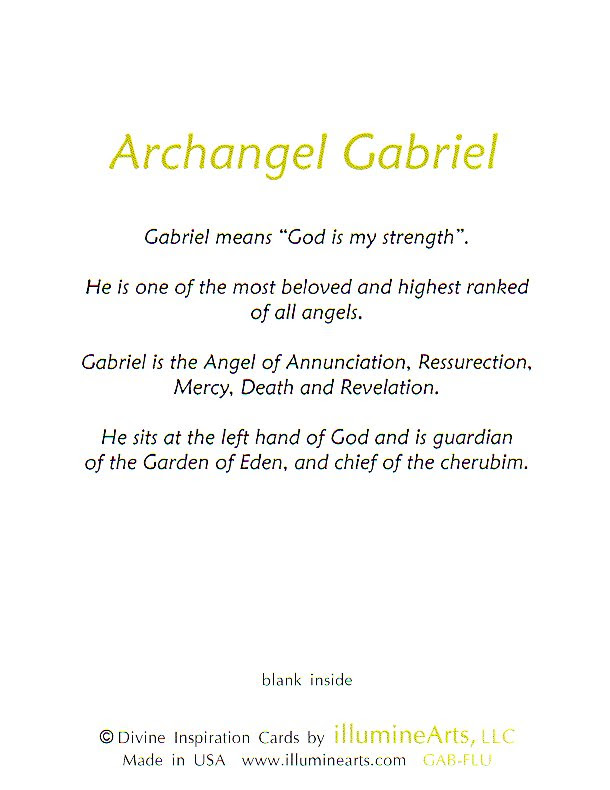 Archangel Gabriel
Gabriel means “God is my strength”.
He is one of the most beloved and highest ranked
of all angels.
Gabriel is the Angel of Annunciation, Ressurection,
Mercy, Death and Revelation.
He sits at the left hand of God and is guardian
of the Garden of Eden, and chief of the cherubim.
blank inside
© Divine Inspiration Cards by illumineArts, LLC
Made in USA www.illuminearts.com GAB-FLU